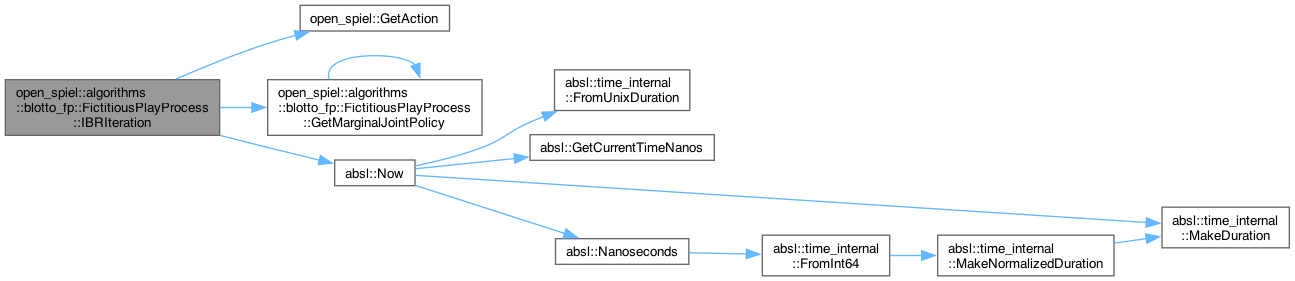 open_spiel::GetAction
open_spiel::algorithms
::blotto_fp::FictitiousPlayProcess
::IBRIteration
open_spiel::algorithms
::blotto_fp::FictitiousPlayProcess
::GetMarginalJointPolicy
absl::Now
absl::time_internal
::FromUnixDuration
absl::GetCurrentTimeNanos
absl::Nanoseconds
absl::time_internal
::FromInt64
absl::time_internal
::MakeNormalizedDuration
absl::time_internal
::MakeDuration